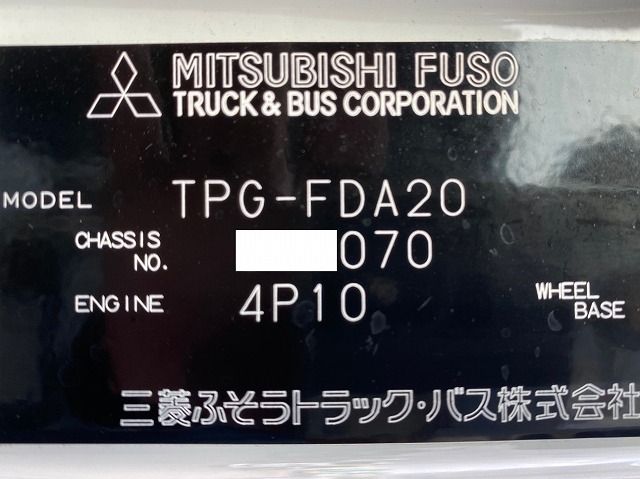 MITSUBISHI FUSO
TRUCK & BUS CORPORATION
MODEL TPG-FDA20
CHASSIS NO. 070
ENGINE 4P10 WHEEL BASE
三菱ふそうトラック・バス株式会社